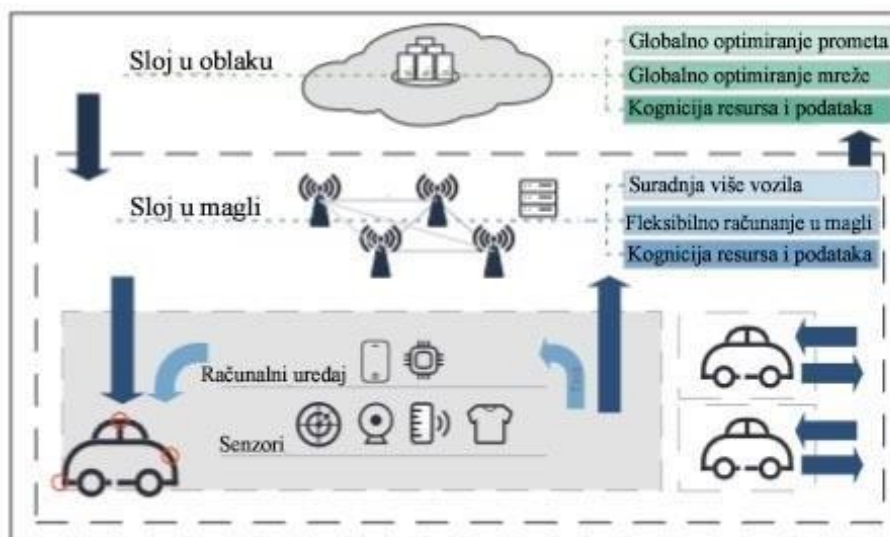 Sloj u oblaku
Globalno optimiranje prometa
Globalno optimiranje mreže
Kognicija resursa i podataka
Sloj u magli
Suradnja više vozila
Fleksibilno računanje u magli
Kognicija resursa i podataka
Računalni uređaj
Senzori